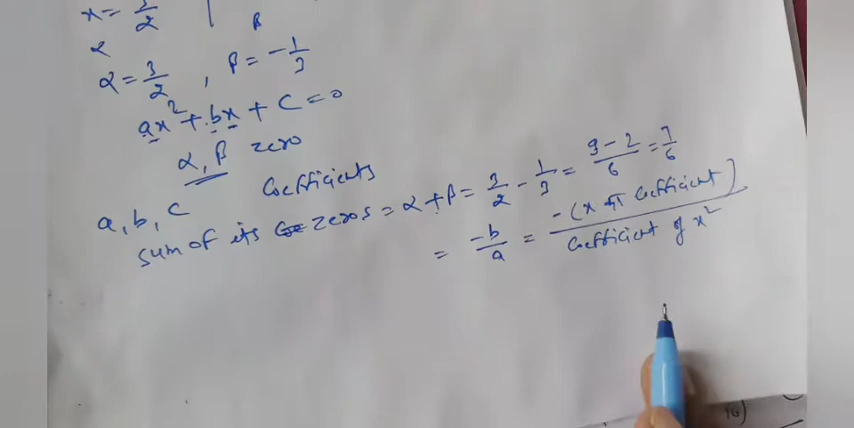 x = 3/2
β
α
α = 3/2 , β = -1/3
ax² + bx + c = 0
α, β zero
a, b, c coefficients
sum of its zeros = α + β = 3/2 - 1/3 = (9 - 2)/6 = 7/6
= -b/a = -(x coefficient)/coefficient of x²